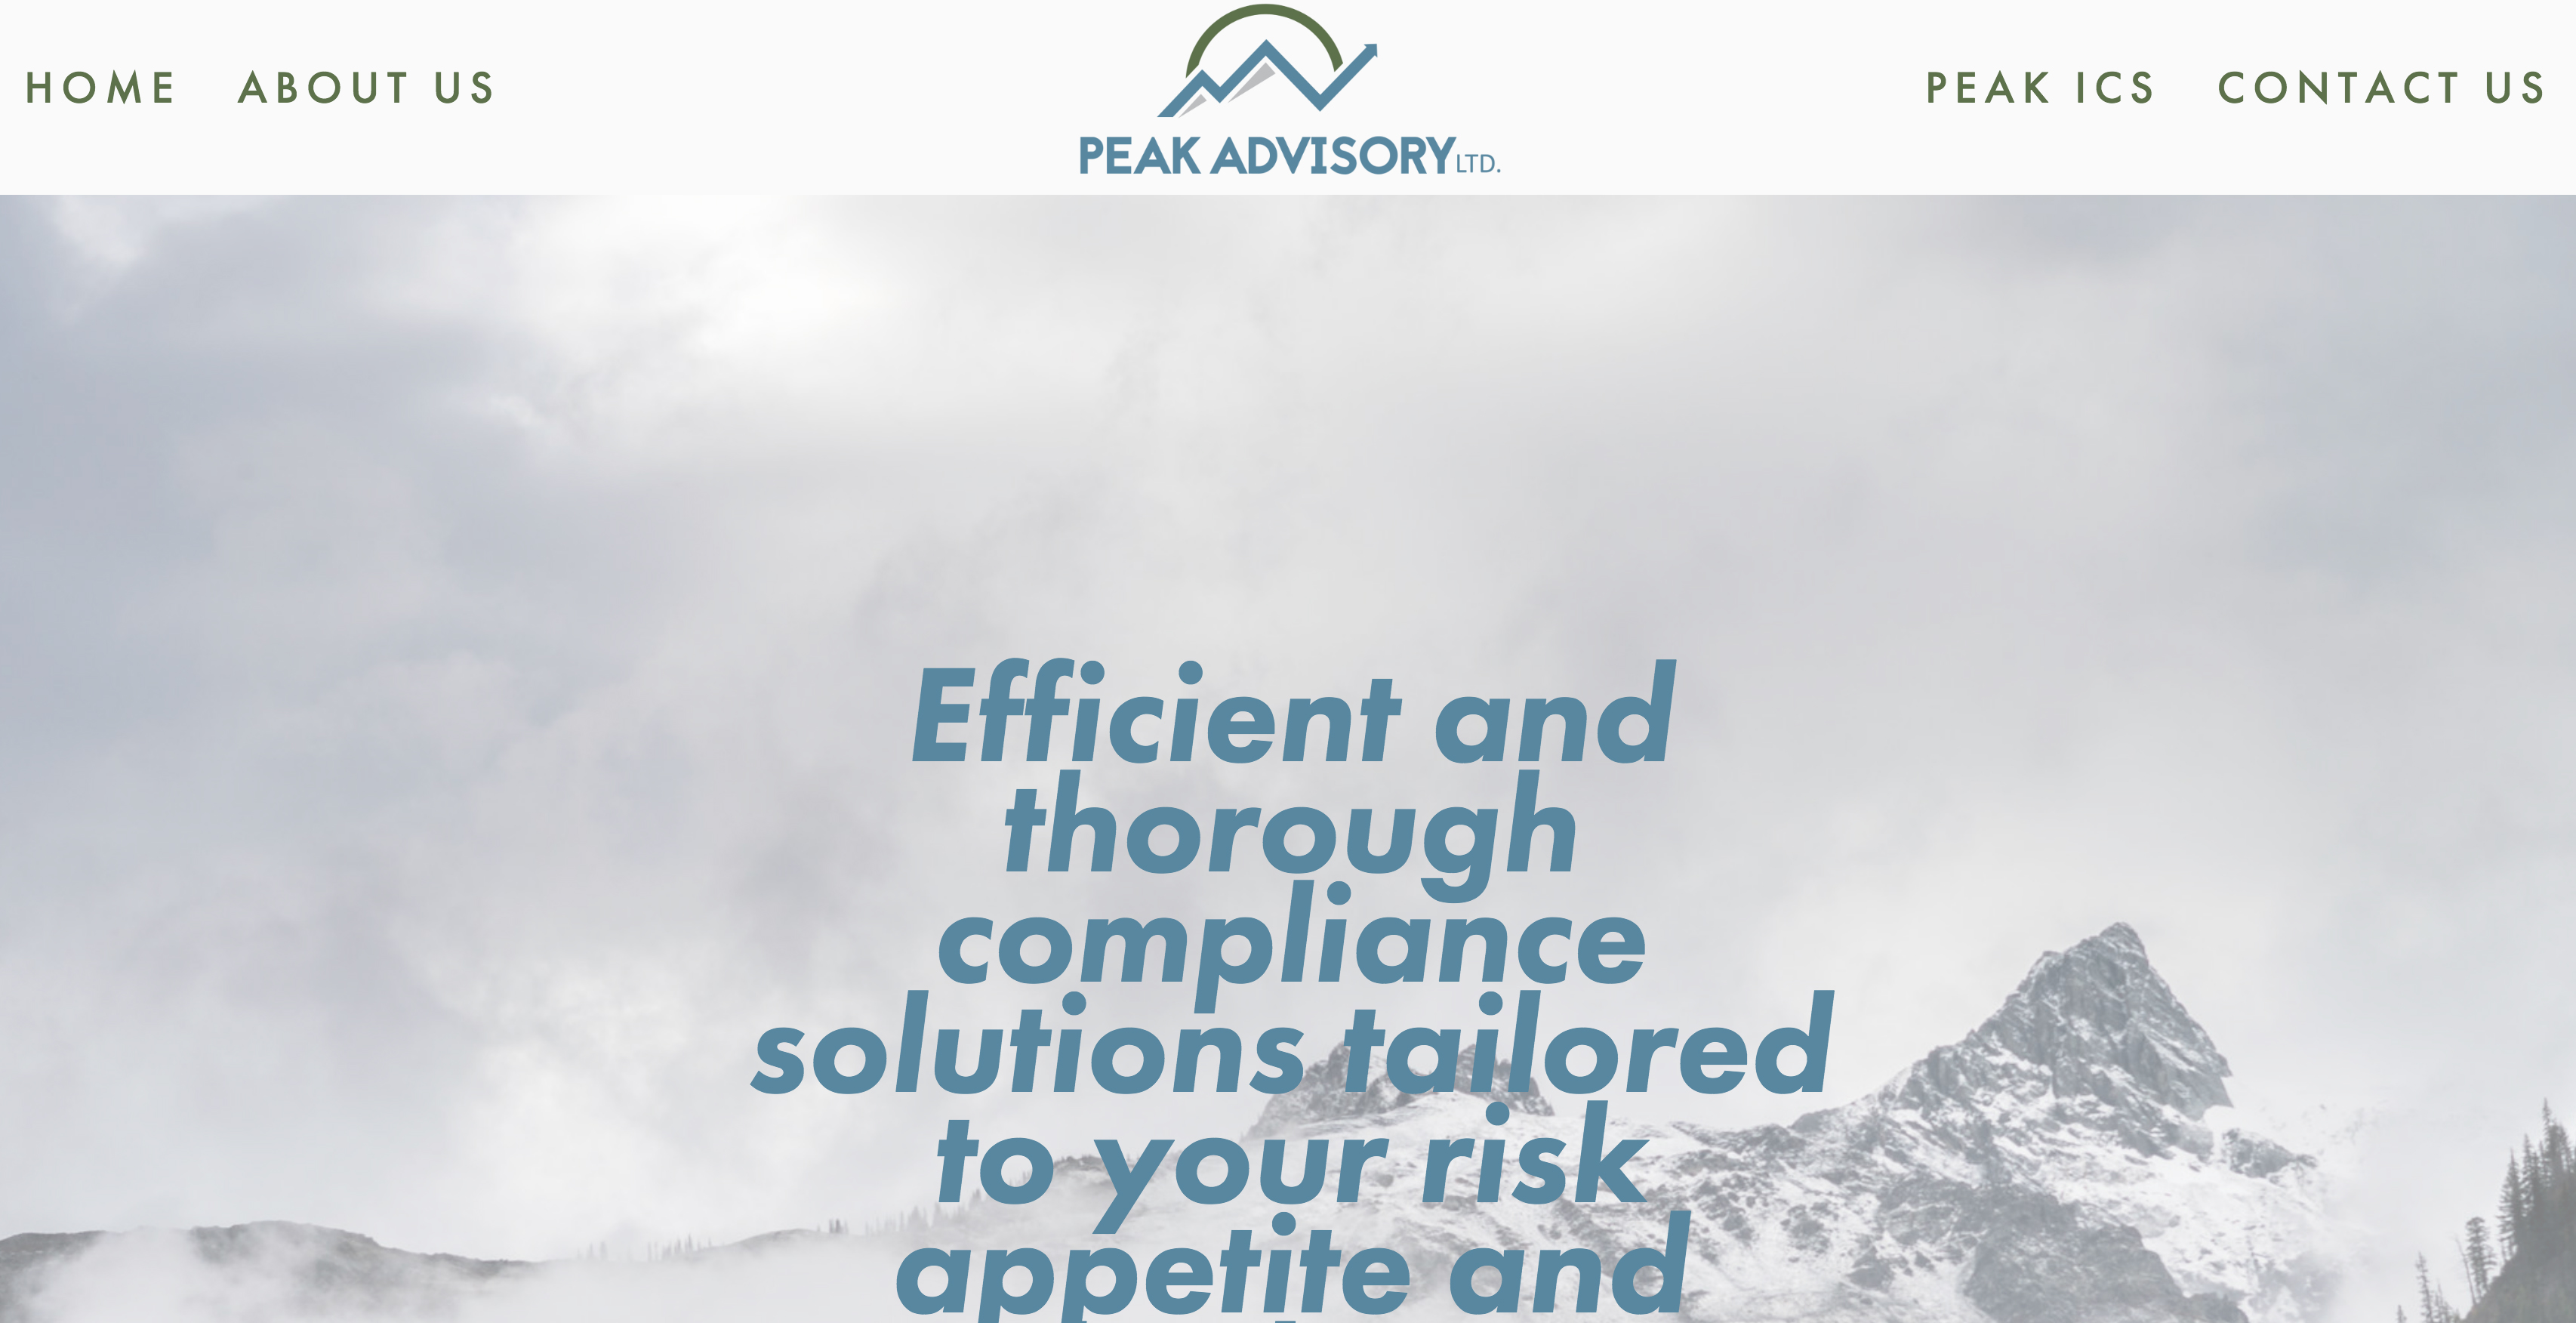 HOME ABOUT US
PEAK ADVISORY LTD.
PEAK ICS CONTACT US
Efficient and
thorough
compliance
solutions tailored
to your risk
appetite and